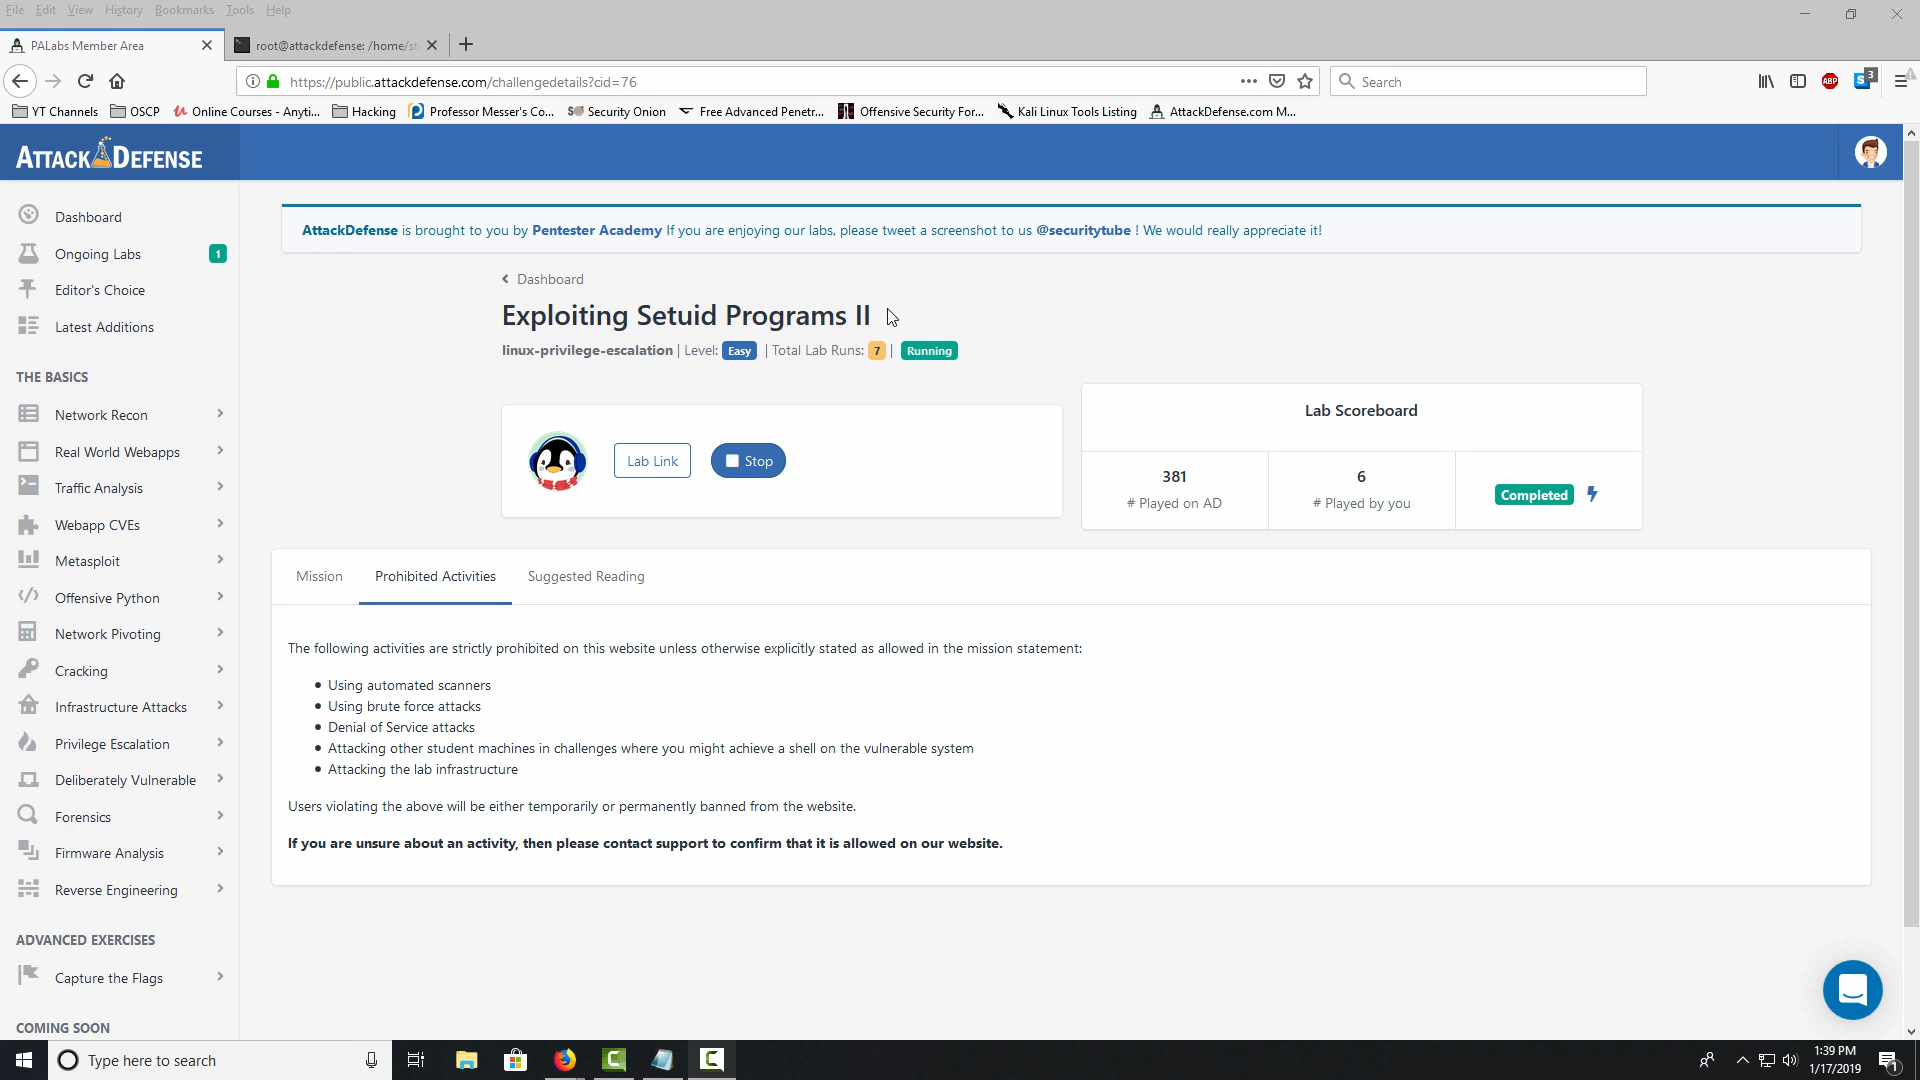 File Edit View History Bookmarks Tools Help
PALabs Member Area
root@attackdefense: /home/st
https://public.attackdefense.com/challengedetails?cid=76
Search
3
YT Channels OSCP Online Courses - Anyti... Hacking Professor Messer's Co... Security Onion Free Advanced Penetr... Offensive Security For... Kali Linux Tools Listing AttackDefense.com M...
ABP
S
ATTACK DEFENSE
Dashboard
Ongoing Labs 1
Editor's Choice
Latest Additions
THE BASICS
Network Recon
Real World Webapps
Traffic Analysis
Webapp CVEs
Metasploit
Offensive Python
Network Pivoting
Cracking
Infrastructure Attacks
Privilege Escalation
Deliberately Vulnerable
Forensics
Firmware Analysis
Reverse Engineering
ADVANCED EXERCISES
Capture the Flags
COMING SOON
AttackDefense is brought to you by Pentester Academy If you are enjoying our labs, please tweet a screenshot to us @securitytube ! We would really appreciate it!
Dashboard
Exploiting Setuid Programs II
linux-privilege-escalation | Level: Easy | Total Lab Runs: 7 | Running
Lab Link Stop
Lab Scoreboard
381
# Played on AD
6
# Played by you
Completed
Mission Prohibited Activities Suggested Reading
The following activities are strictly prohibited on this website unless otherwise explicitly stated as allowed in the mission statement:
• Using automated scanners
• Using brute force attacks
• Denial of Service attacks
• Attacking other student machines in challenges where you might achieve a shell on the vulnerable system
• Attacking the lab infrastructure
Users violating the above will be either temporarily or permanently banned from the website.
If you are unsure about an activity, then please contact support to confirm that it is allowed on our website.
Type here to search
1:39 PM
1/17/2019
1